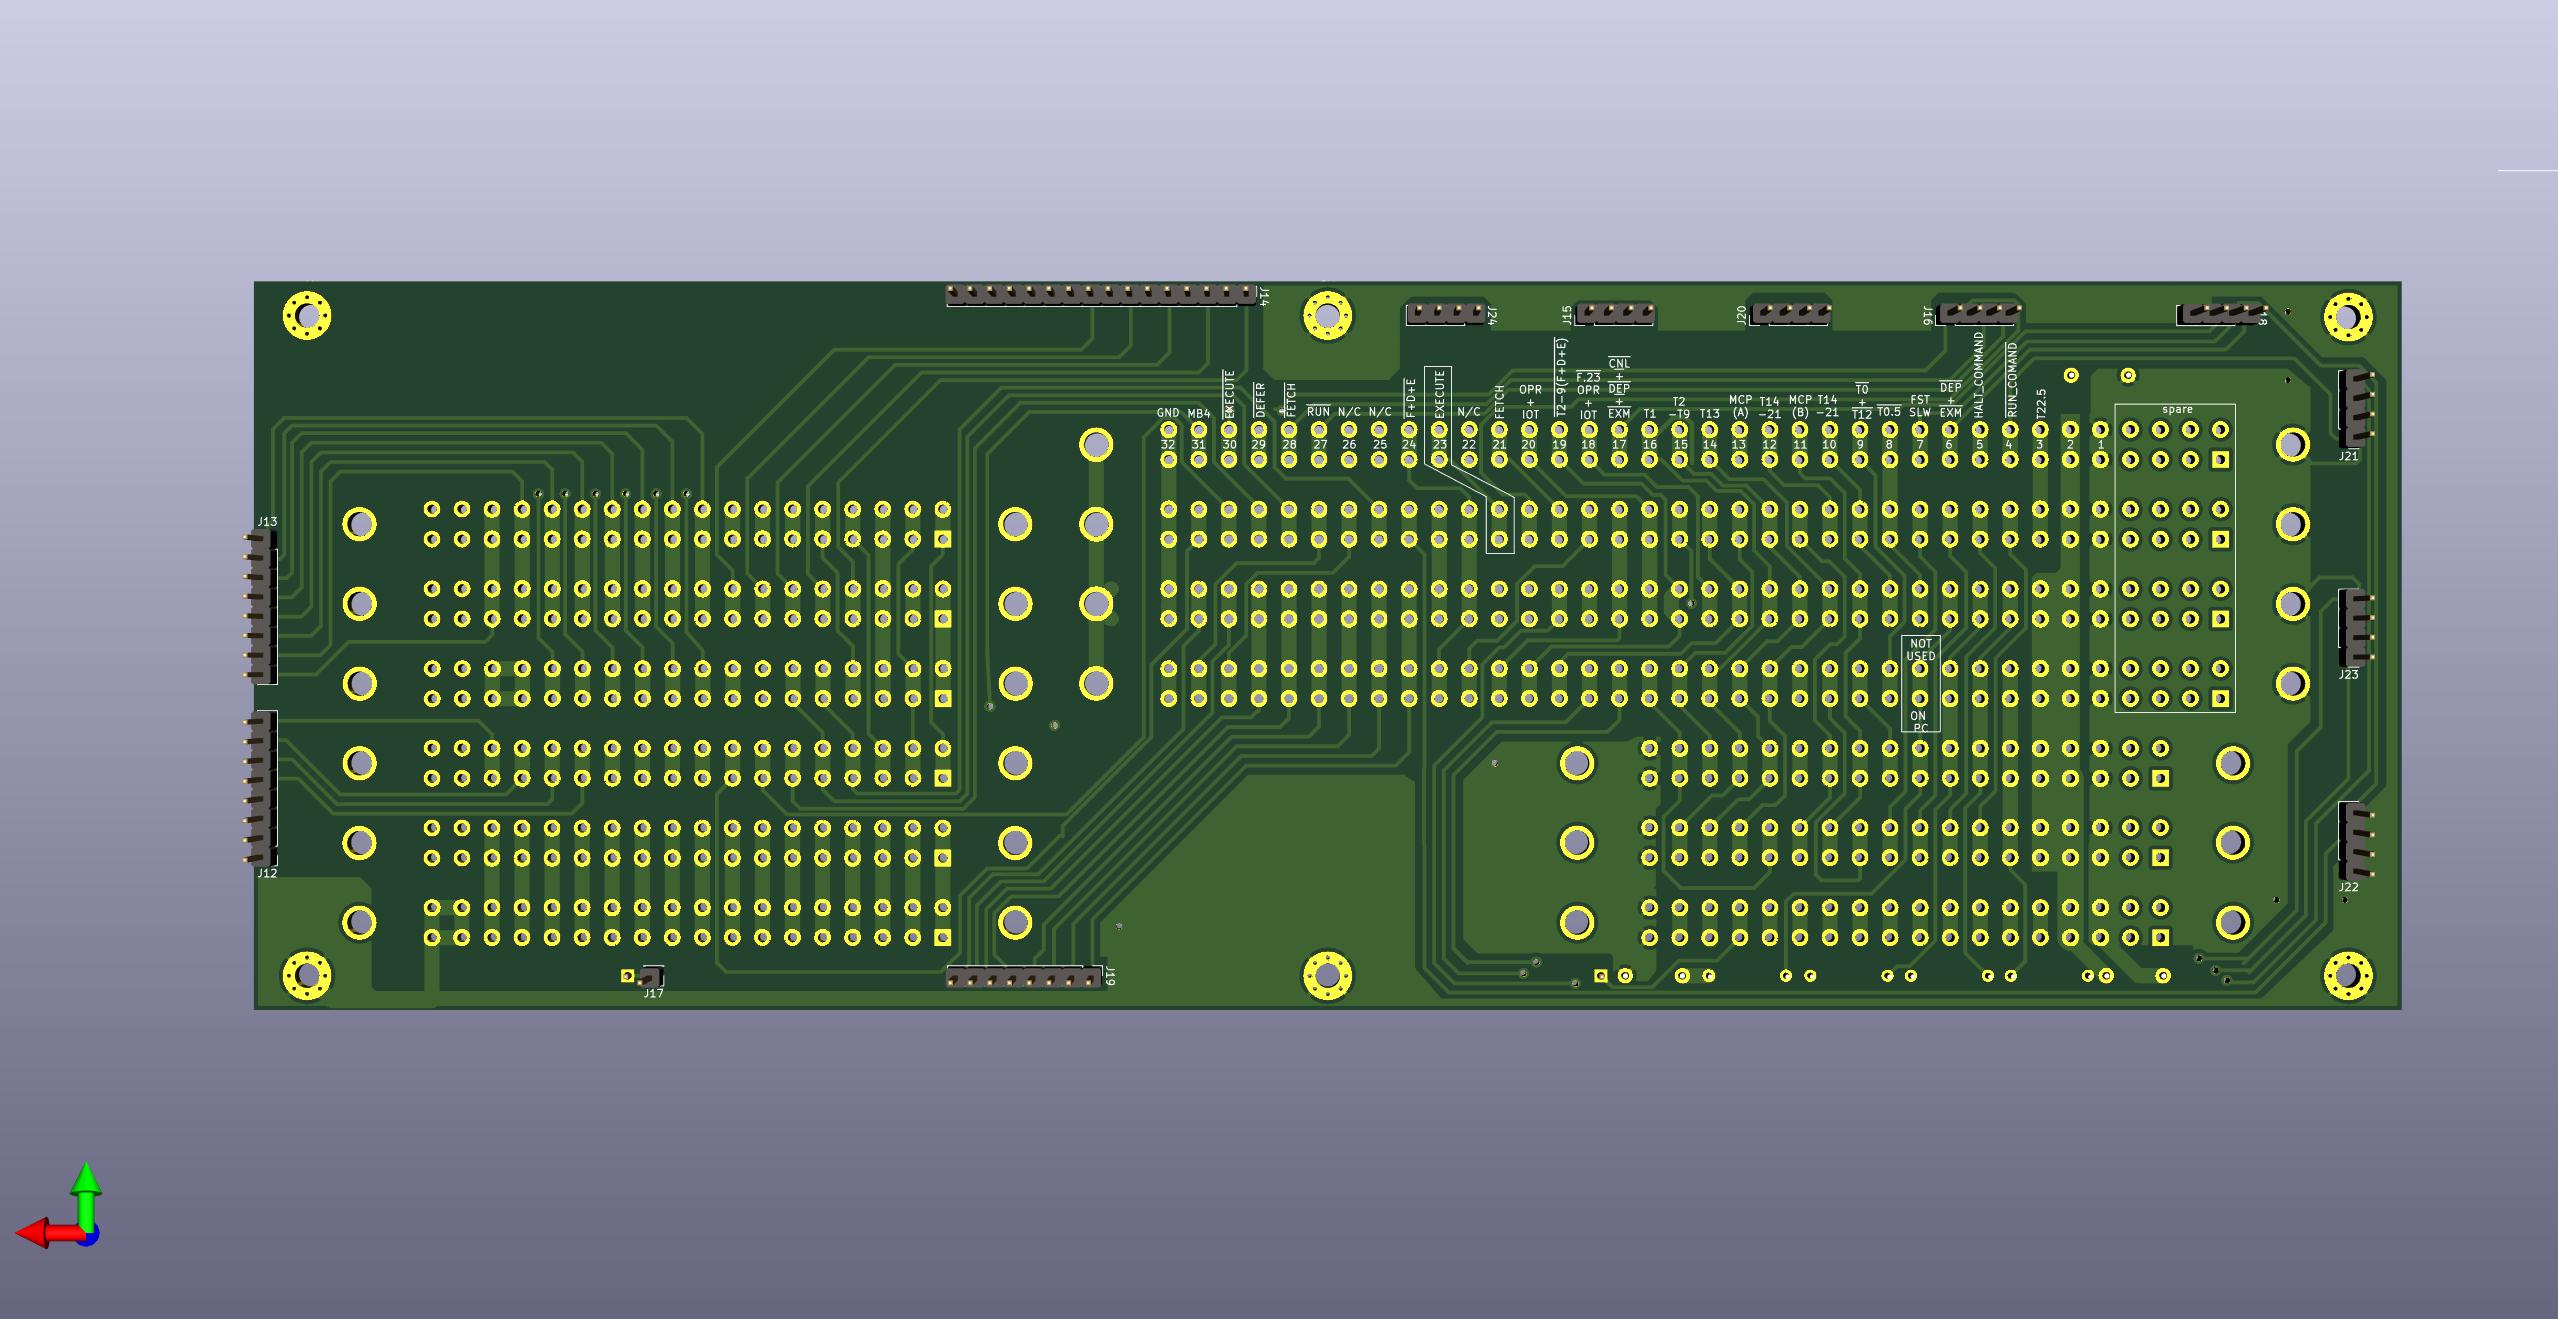 J14
J24
J15
J20
J16
8
EXECUTE
DEFER
FETCH
F+D+E
EXECUTE
FETCH
T2-9(F+D+E)
HALT_COMMAND
RUN_COMAND
T22.5
GND MB4 RUN N/C N/C N/C
OPR
+
IOT
F.23
OPR
+
IOT
CNL
+
DEP
+
EXM
T1
T2
-T9
T13
MCP
(A)
T14
-21
MCP
(B)
T14
-21
T0
+
T12
T0.5
FST
SLW
DEP
+
EXM
spare
32 31 30 29 28 27 26 25 24 23 22 21 20 19 18 17 16 15 14 13 12 11 10 9 8 7 6 5 4 3 2 1
J21
J13
NOT
USED
ON
PC
J23
J12
J22
J17
J19